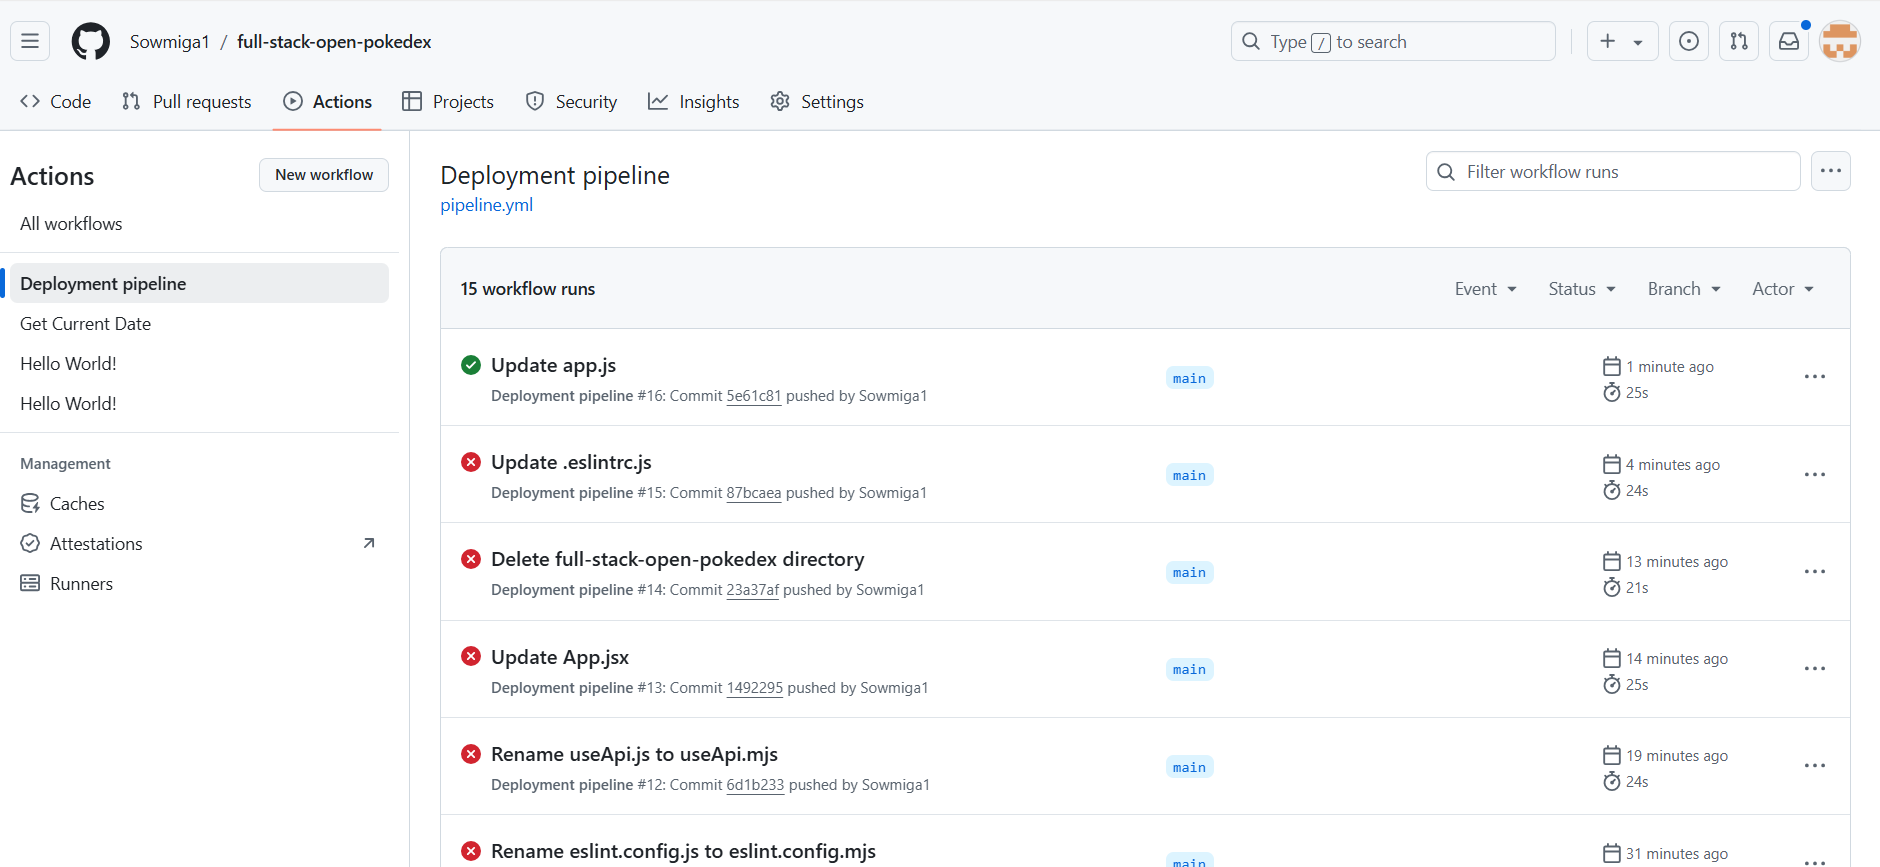 Sowmiga1 / full-stack-open-pokedex
Type / to search
Code
Pull requests
Actions
Projects
Security
Insights
Settings
Actions
New workflow
All workflows
Deployment pipeline
Get Current Date
Hello World!
Hello World!
Management
Caches
Attestations
Runners
Deployment pipeline
pipeline.yml
Filter workflow runs
15 workflow runs
Event
Status
Branch
Actor
Update app.js
Deployment pipeline #16: Commit 5e61c81 pushed by Sowmiga1
main
1 minute ago
25s
Update .eslintrc.js
Deployment pipeline #15: Commit 87bcaea pushed by Sowmiga1
main
4 minutes ago
24s
Delete full-stack-open-pokedex directory
Deployment pipeline #14: Commit 23a37af pushed by Sowmiga1
main
13 minutes ago
21s
Update App.jsx
Deployment pipeline #13: Commit 1492295 pushed by Sowmiga1
main
14 minutes ago
25s
Rename useApi.js to useApi.mjs
Deployment pipeline #12: Commit 6d1b233 pushed by Sowmiga1
main
19 minutes ago
24s
Rename eslint.config.js to eslint.config.mjs
main
31 minutes ago